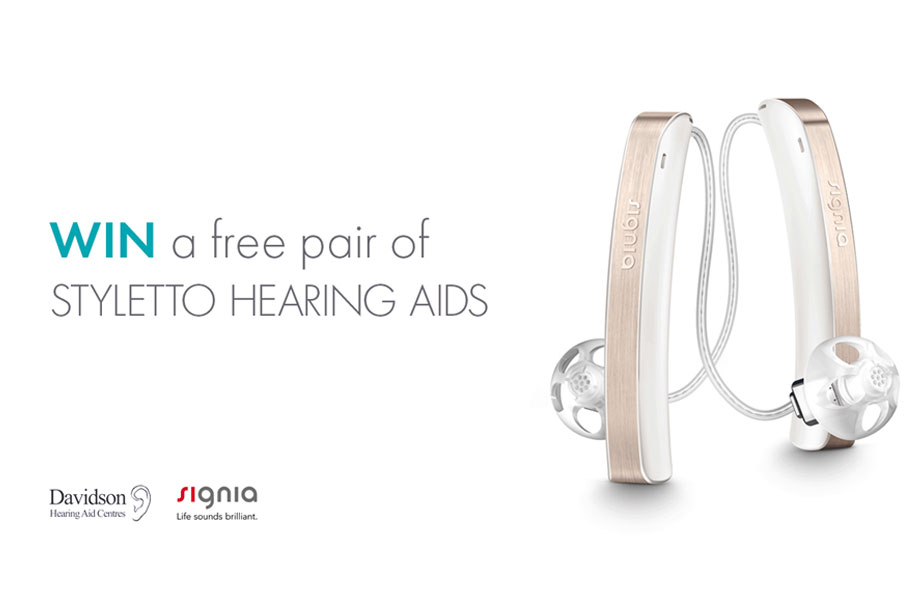 WIN a free pair of
STYLETTO HEARING AIDS
signia
signia
Davidson
Hearing Aid Centres
signia
Life sounds brilliant.